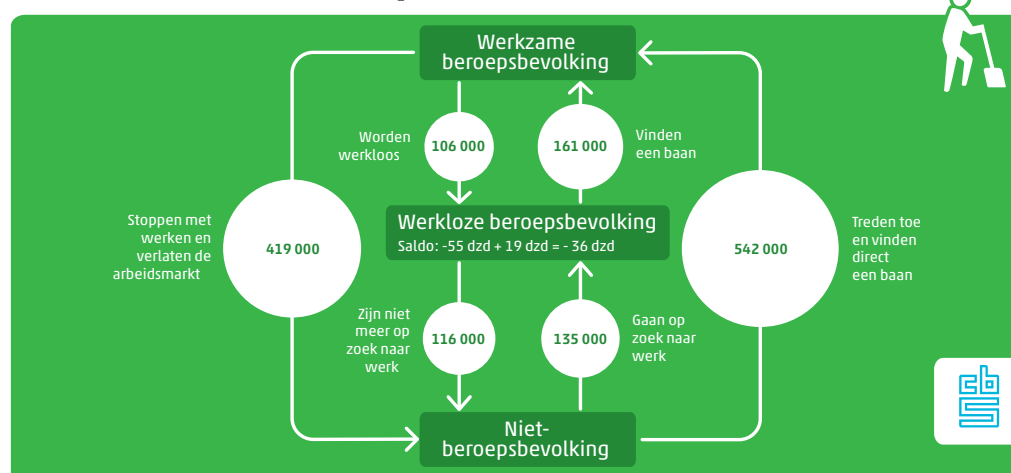 Werkzame
beroepsbevolking
Worden
werkloos
106 000
161 000
Vinden
een baan
Stoppen met
werken en
verlaten de
arbeidsmarkt
419 000
Werkloze beroepsbevolking
Saldo: -55 dzd + 19 dzd = - 36 dzd
542 000
Treden toe
en vinden
direct
een baan
Zijn niet
meer op
zoek naar
werk
116 000
135 000
Gaan op
zoek naar
werk
Niet-
beroepsbevolking
cbs